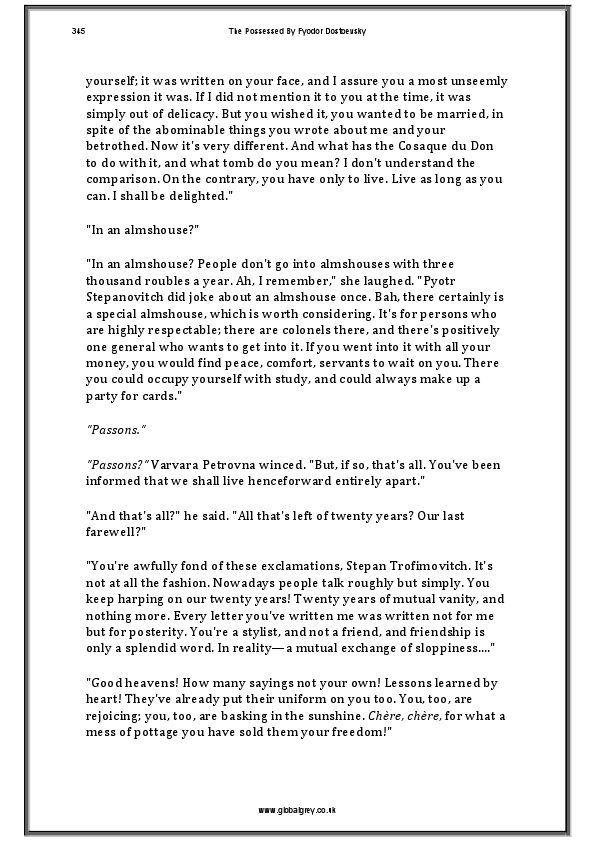 345
The Possessed By Fyodor Dostoevsky
yourself; it was written on your face, and I assure you a most unseemly
expression it was. If I did not mention it to you at the time, it was
simply out of delicacy. But you wished it, you wanted to be married, in
spite of the abominable things you wrote about me and your
betrothed. Now it's very different. And what has the Cosaque du Don
to do with it, and what tomb do you mean? I don't understand the
comparison. On the contrary, you have only to live. Live as long as you
can. I shall be delighted."
"In an almshouse?"
"In an almshouse? People don't go into almshouses with three
thousand roubles a year. Ah, I remember," she laughed. "Pyotr
Stepanovitch did joke about an almshouse once. Bah, there certainly is
a special almshouse, which is worth considering. It's for persons who
are highly respectable; there are colonels there, and there's positively
one general who wants to get into it. If you went into it with all your
money, you would find peace, comfort, servants to wait on you. There
you could occupy yourself with study, and could always make up a
party for cards."
"Passons."
"Passons?" Varvara Petrovna winced. "But, if so, that's all. You've been
informed that we shall live henceforward entirely apart."
"And that's all?" he said. "All that's left of twenty years? Our last
farewell?"
"You're awfully fond of these exclamations, Stepan Trofimovitch. It's
not at all the fashion. Nowadays people talk roughly but simply. You
keep harping on our twenty years! Twenty years of mutual vanity, and
nothing more. Every letter you've written me was written not for me
but for posterity. You're a stylist, and not a friend, and friendship is
only a splendid word. In reality—a mutual exchange of sloppiness...."
"Good heavens! How many sayings not your own! Lessons learned by
heart! They've already put their uniform on you too. You, too, are
rejoicing; you, too, are basking in the sunshine. Chère, chère, for what a
mess of pottage you have sold them your freedom!"
www.globalgrey.co.uk